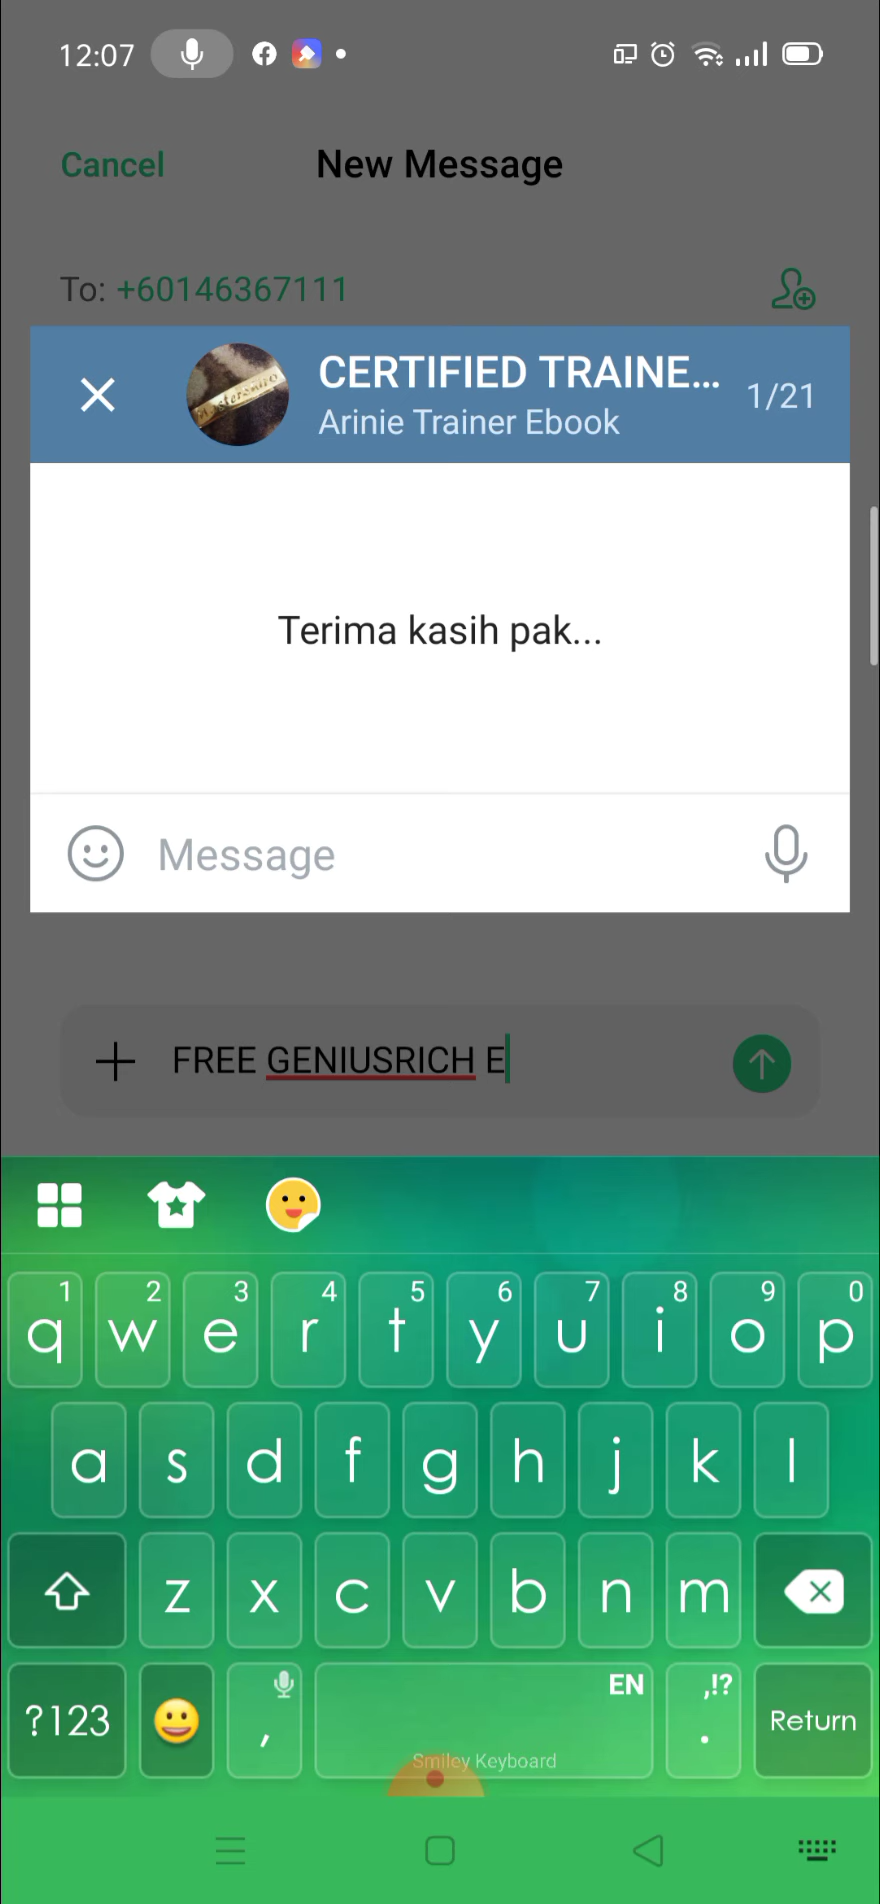 12:07
Cancel
New Message
To: +60146367111
CERTIFIED TRAINE...
1/21
Arinie Trainer Ebook
Terima kasih pak...
Message
FREE GENIUSRICH E
1 2 3 4 5 6 7 8 9 0
q w e r t y u i o p
a s d f g h j k l
z x c v b n m
?123 , EN ,!? . Return
Smiley Keyboard